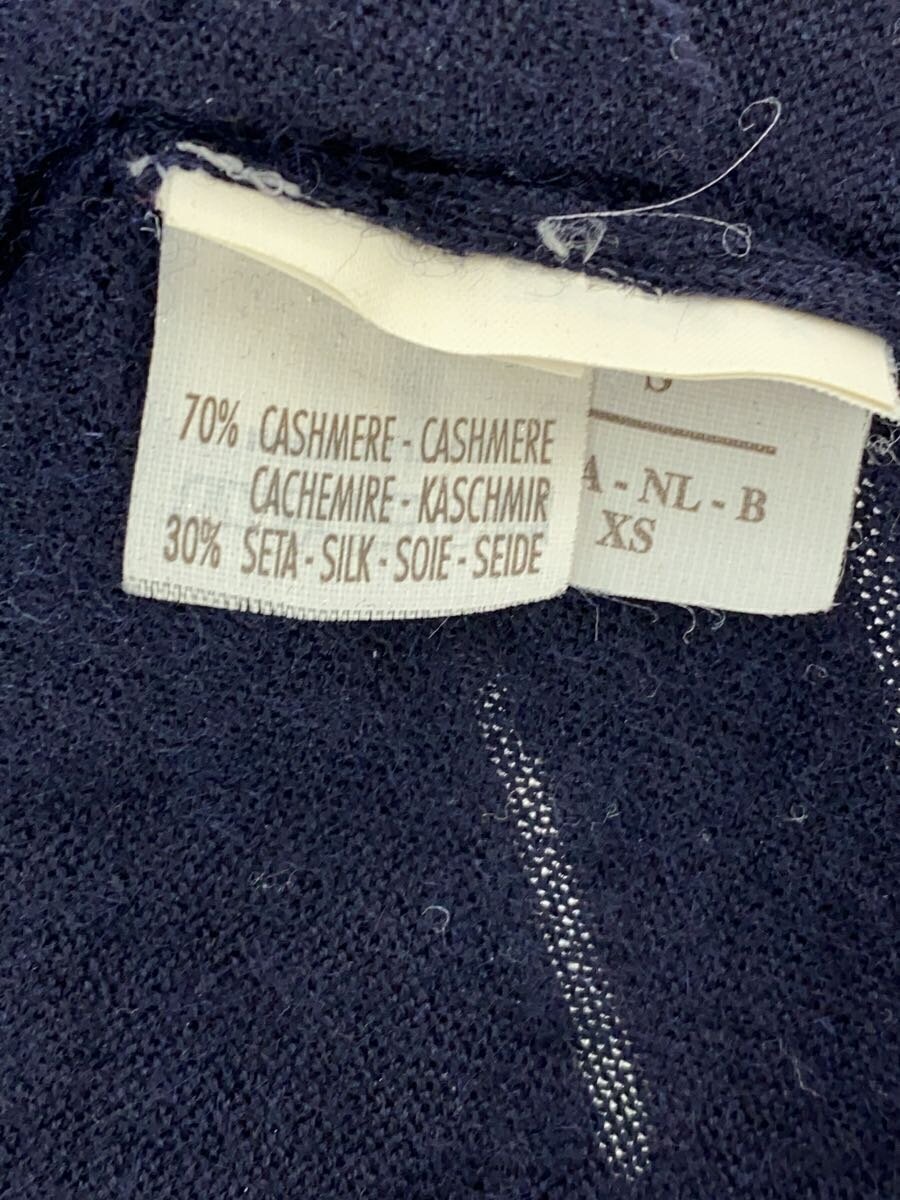 70% CASHMERE - CASHMERE
CACHEMIRE - KASCHMIR
30% SETA - SILK - SOIE - SEIDE
S
A - NL - B
XS